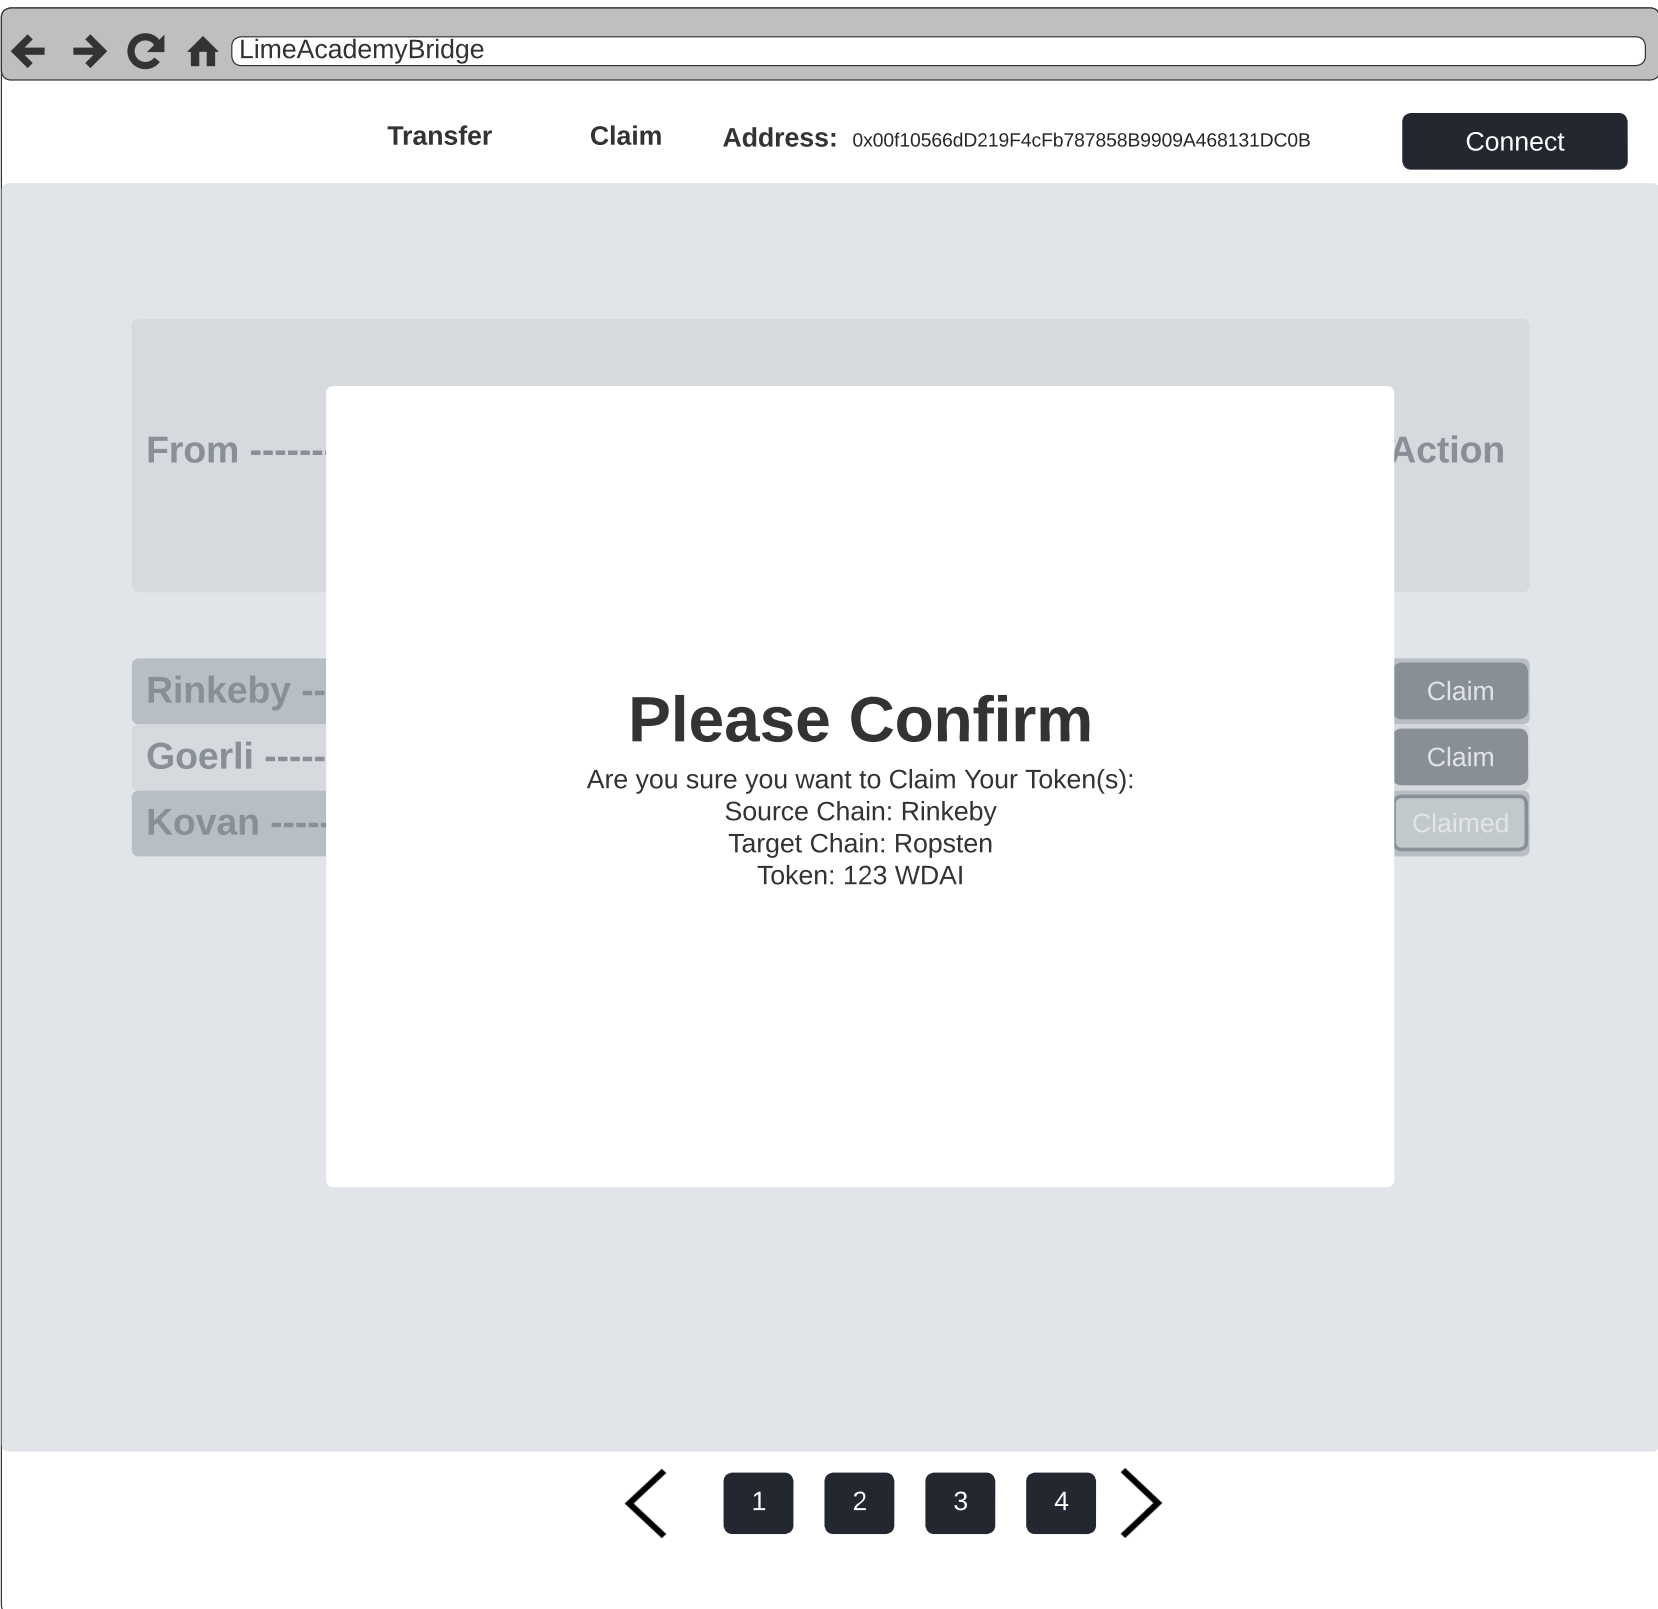 LimeAcademyBridge
Transfer Claim Address: 0x00f10566dD219F4cFb787858B9909A468131DC0B Connect
From ------- Action
Please Confirm
Are you sure you want to Claim Your Token(s):
Source Chain: Rinkeby
Target Chain: Ropsten
Token: 123 WDAI
Rinkeby -- Claim
Goerli ----- Claim
Kovan ----- Claimed
1 2 3 4